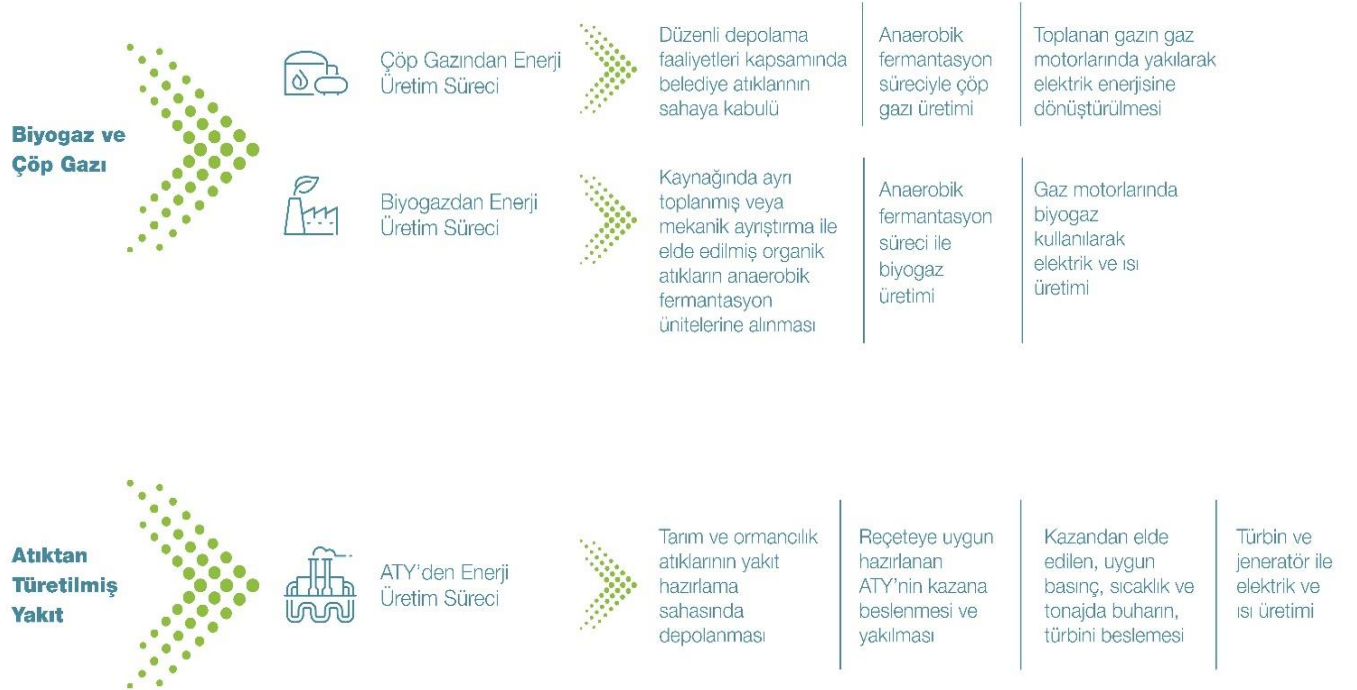 Biyogaz ve
Çöp Gazı
Çöp Gazından Enerji
Üretim Süreci
Düzenli depolama
faaliyetleri kapsamında
belediye atıklarının
sahaya kabulü
Anaerobik
fermantasyon
süreciyle çöp
gazı üretimi
Toplanan gazın gaz
motorlarında yakılarak
elektrik enerjisine
dönüştürülmesi
Biyogazdan Enerji
Üretim Süreci
Kaynağında ayrı
toplanmış veya
mekanik ayrıştırma ile
elde edilmiş organik
atıkların anaerobik
fermantasyon
ünitelerine alınması
Anaerobik
fermantasyon
süreci ile
biyogaz
üretimi
Gaz motorlarında
biyogaz
kullanılarak
elektrik ve ısı
üretimi
Atıktan
Türetilmiş
Yakıt
ATY'den Enerji
Üretim Süreci
Tarım ve ormancılık
atıklarının yakıt
hazırlama
sahasında
depolanması
Reçeteye uygun
hazırlanan
ATY'nin kazana
beslenmesi ve
yakılması
Kazandan elde
edilen, uygun
basınç, sıcaklık ve
tonajda buharın,
türbini beslemesi
Türbin ve
jeneratör ile
elektrik ve
ısı üretimi